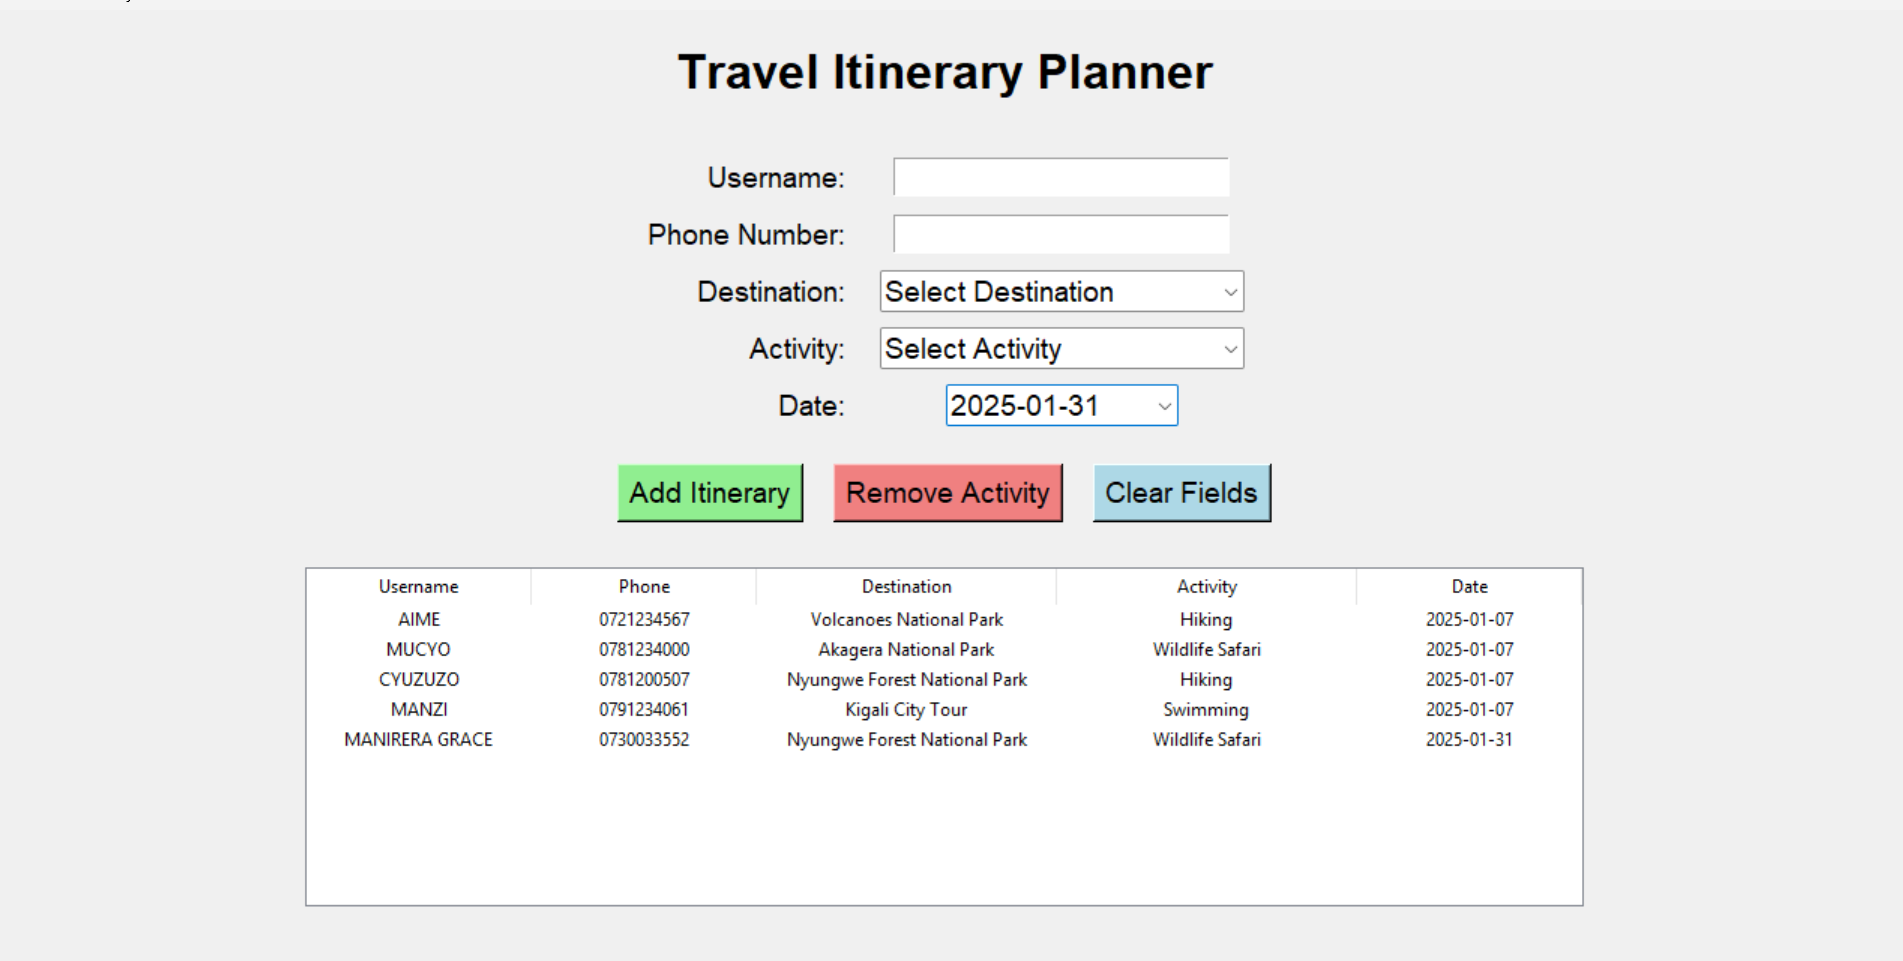 Travel Itinerary Planner
Username:
Phone Number:
Destination: Select Destination
Activity: Select Activity
Date: 2025-01-31
Add Itinerary Remove Activity Clear Fields
Username Phone Destination Activity Date
AIME 0721234567 Volcanoes National Park Hiking 2025-01-07
MUCYO 0781234000 Akagera National Park Wildlife Safari 2025-01-07
CYUZUZO 0781200507 Nyungwe Forest National Park Hiking 2025-01-07
MANZI 0791234061 Kigali City Tour Swimming 2025-01-07
MANIRERA GRACE 0730033552 Nyungwe Forest National Park Wildlife Safari 2025-01-31